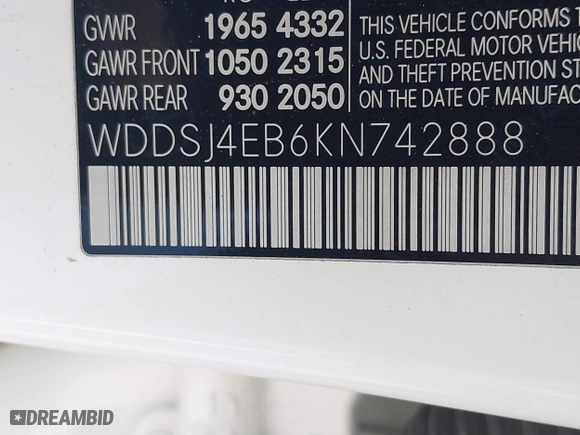 GVWR 1965 4332
GAWR FRONT 1050 2315
GAWR REAR 930 2050
THIS VEHICLE CONFORMS
U.S. FEDERAL MOTOR VEHIC
AND THEFT PREVENTION ST
ON THE DATE OF MANUFAC
WDDSJ4EB6KN742888
DREAMBID